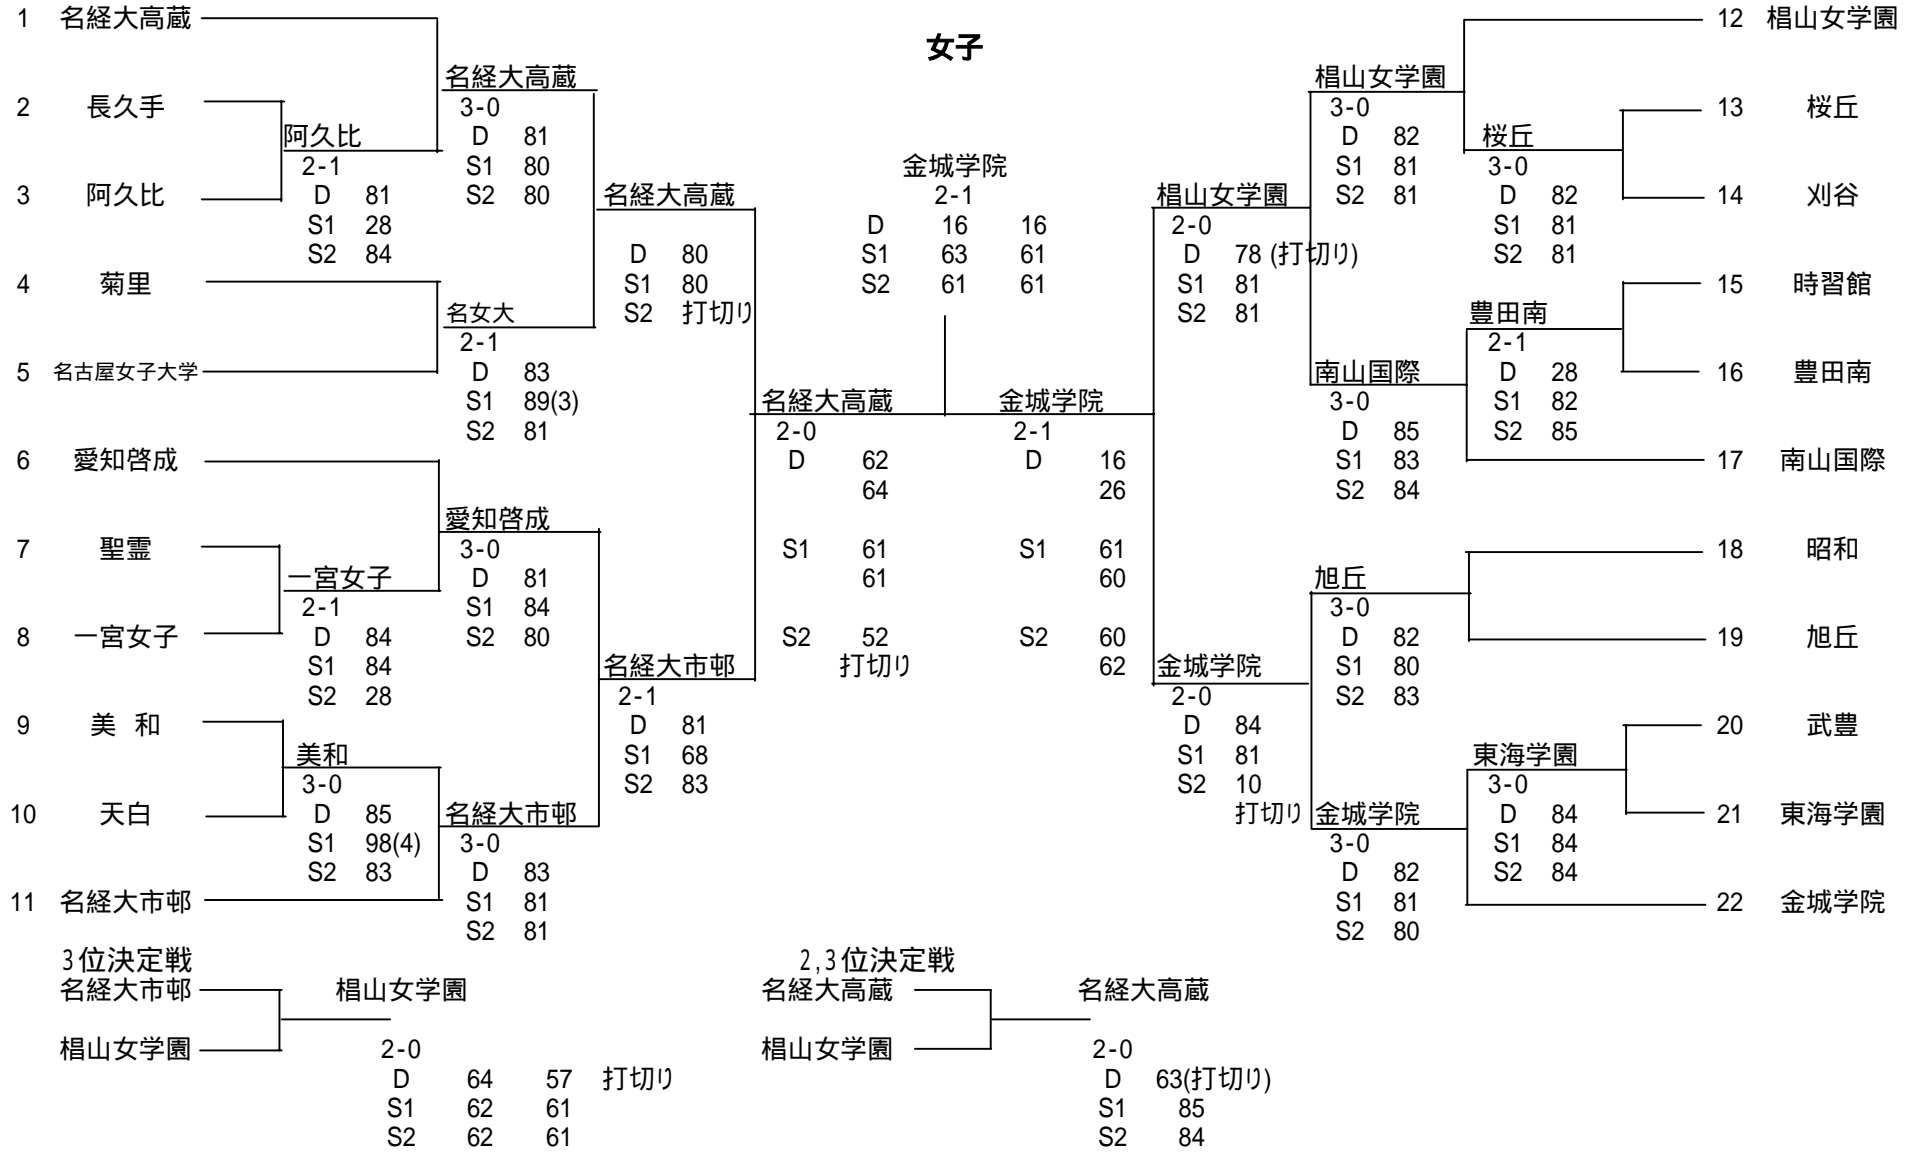 女子
1 名経大高蔵
2 長久手
3 阿久比
4 菊里
5 名古屋女子大学
6 愛知啓成
7 聖霊
8 一宮女子
9 美 和
10 天白
11 名経大市邨
阿久比
2-1
D 81
S1 28
S2 84
一宮女子
2-1
D 84
S1 84
S2 28
美和
3-0
D 85
S1 98(4)
S2 83
名経大高蔵
3-0
D 81
S1 80
S2 80
名女大
2-1
D 83
S1 89(3)
S2 81
愛知啓成
3-0
D 81
S1 84
S2 80
名経大市邨
3-0
D 83
S1 81
S2 81
名経大高蔵
D 80
S1 80
S2 打切り
名経大市邨
2-1
D 81
S1 68
S2 83
名経大高蔵
2-0
D 62
64
S1 61
61
S2 52
打切り
金城学院
2-1
D 16 16
S1 63 61
S2 61 61
金城学院
2-1
D 16
26
S1 61
60
S2 60
62
椙山女学園
2-0
D 78 (打切り)
S1 81
S2 81
金城学院
2-0
D 84
S1 81
S2 10
打切り
椙山女学園
3-0
D 82
S1 81
S2 81
南山国際
3-0
D 85
S1 83
S2 84
旭丘
3-0
D 82
S1 80
S2 83
金城学院
3-0
D 82
S1 81
S2 80
桜丘
3-0
D 82
S1 81
S2 81
豊田南
2-1
D 28
S1 82
S2 85
東海学園
3-0
D 84
S1 84
S2 84
12 椙山女学園
13 桜丘
14 刈谷
15 時習館
16 豊田南
17 南山国際
18 昭和
19 旭丘
20 武豊
21 東海学園
22 金城学院
3位決定戦
名経大市邨
椙山女学園
椙山女学園
2-0
D 64 57 打切り
S1 62 61
S2 62 61
2,3位決定戦
名経大高蔵
椙山女学園
名経大高蔵
2-0
D 63(打切り)
S1 85
S2 84